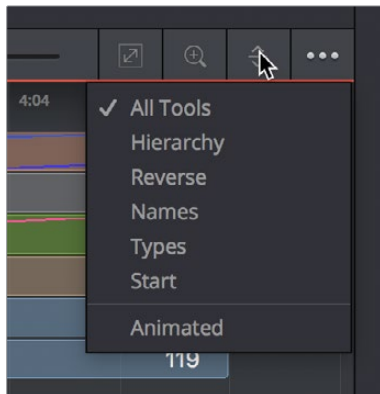 4:04
All Tools
Hierarchy
Reverse
Names
Types
Start
Animated
119